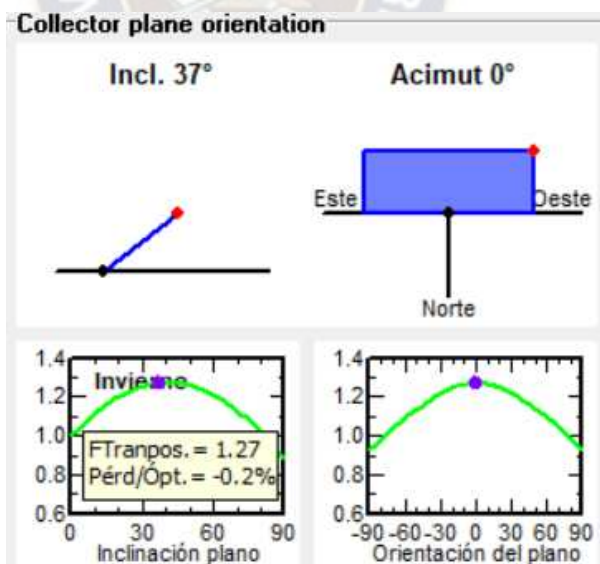 Collector plane orientation
Incl. 37°
Acimut 0°
Este
Oeste
Norte
1.4
1.2
1.0
0.8
0.6
Invierno
FTranpos. = 1.27
Pérd/Ópt. = -0.2%
0 30 60 90
Inclinación plano
1.4
1.2
1.0
0.8
0.6
-90 -60 -30 0 30 60 90
Orientación del plano